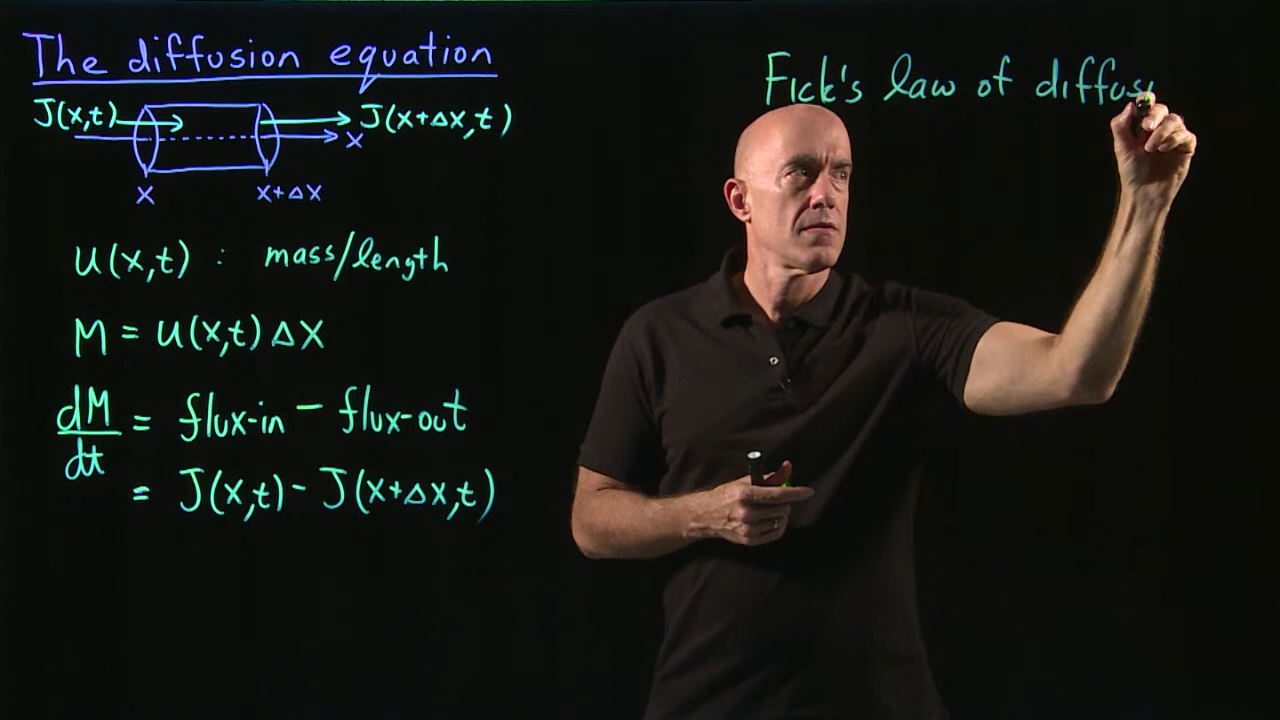 The diffusion equation
J(x,t) J(x+Δx,t)
x
x x+Δx
u(x,t) : mass/length
M = u(x,t) Δx
dM/dt = flux-in − flux-out
= J(x,t) - J(x+Δx,t)
Fick's law of diffus